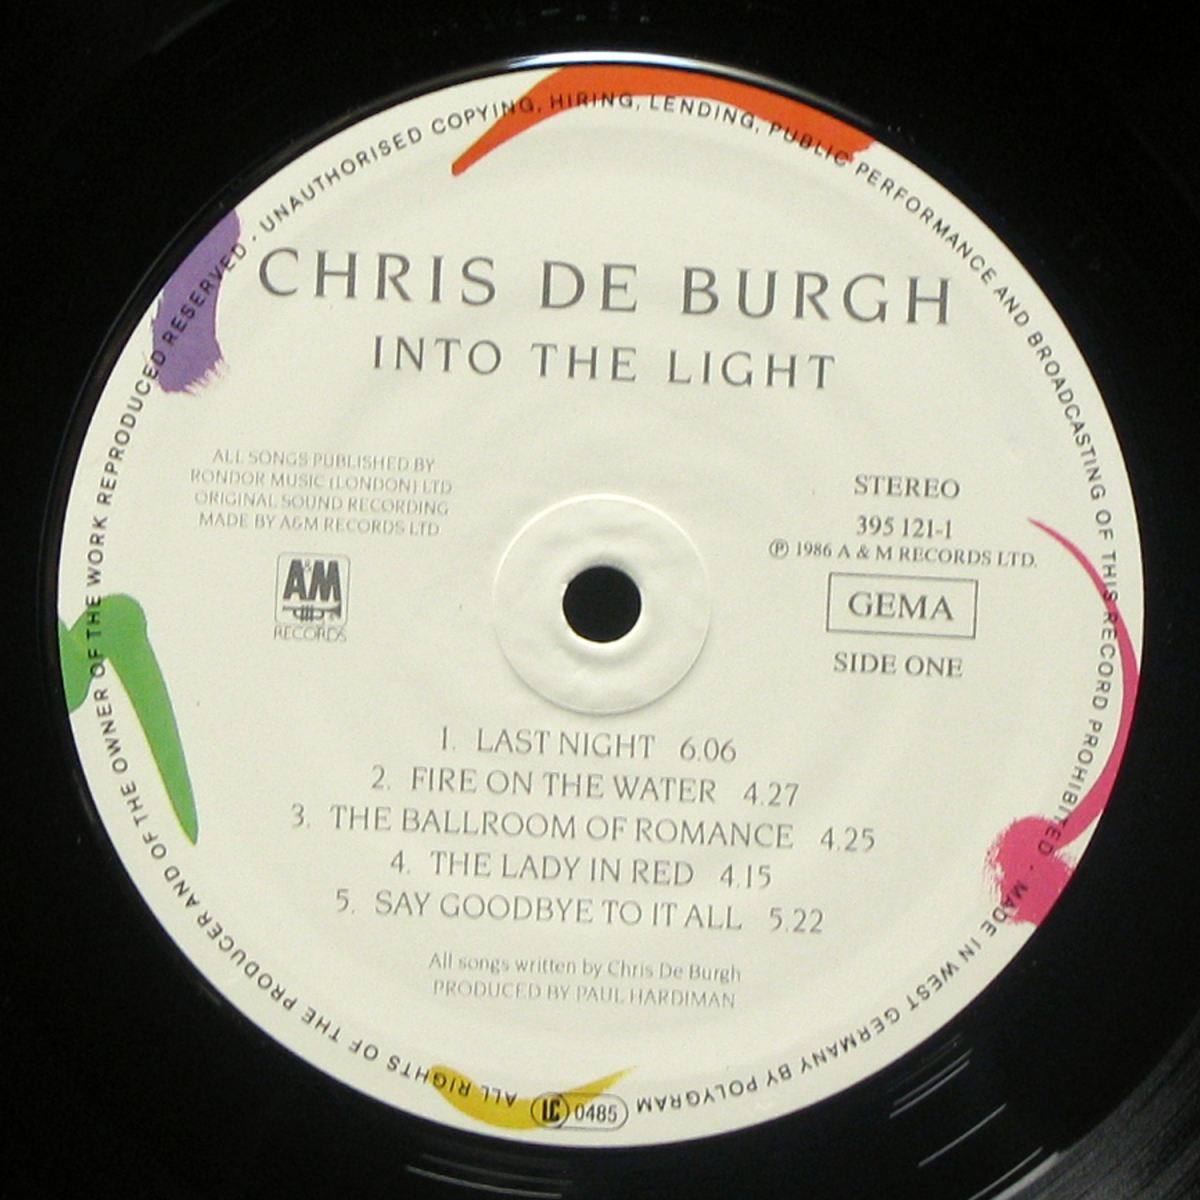 ALL RIGHTS OF THE PRODUCER AND OF THE OWNER OF THE WORK REPRODUCED RESERVED · UNAUTHORISED COPYING, HIRING, LENDING, PUBLIC PERFORMANCE AND BROADCASTING OF THIS RECORD PROHIBITED · MADE IN WEST GERMANY BY POLYGRAM
CHRIS DE BURGH
INTO THE LIGHT
ALL SONGS PUBLISHED BY
RONDOR MUSIC (LONDON) LTD
ORIGINAL SOUND RECORDING
MADE BY A&M RECORDS LTD
A&M
RECORDS
STEREO
395 121-1
℗ 1986 A & M RECORDS LTD.
GEMA
SIDE ONE
1. LAST NIGHT 6.06
2. FIRE ON THE WATER 4.27
3. THE BALLROOM OF ROMANCE 4.25
4. THE LADY IN RED 4.15
5. SAY GOODBYE TO IT ALL 5.22
All songs written by Chris De Burgh
PRODUCED BY PAUL HARDIMAN
LC 0485